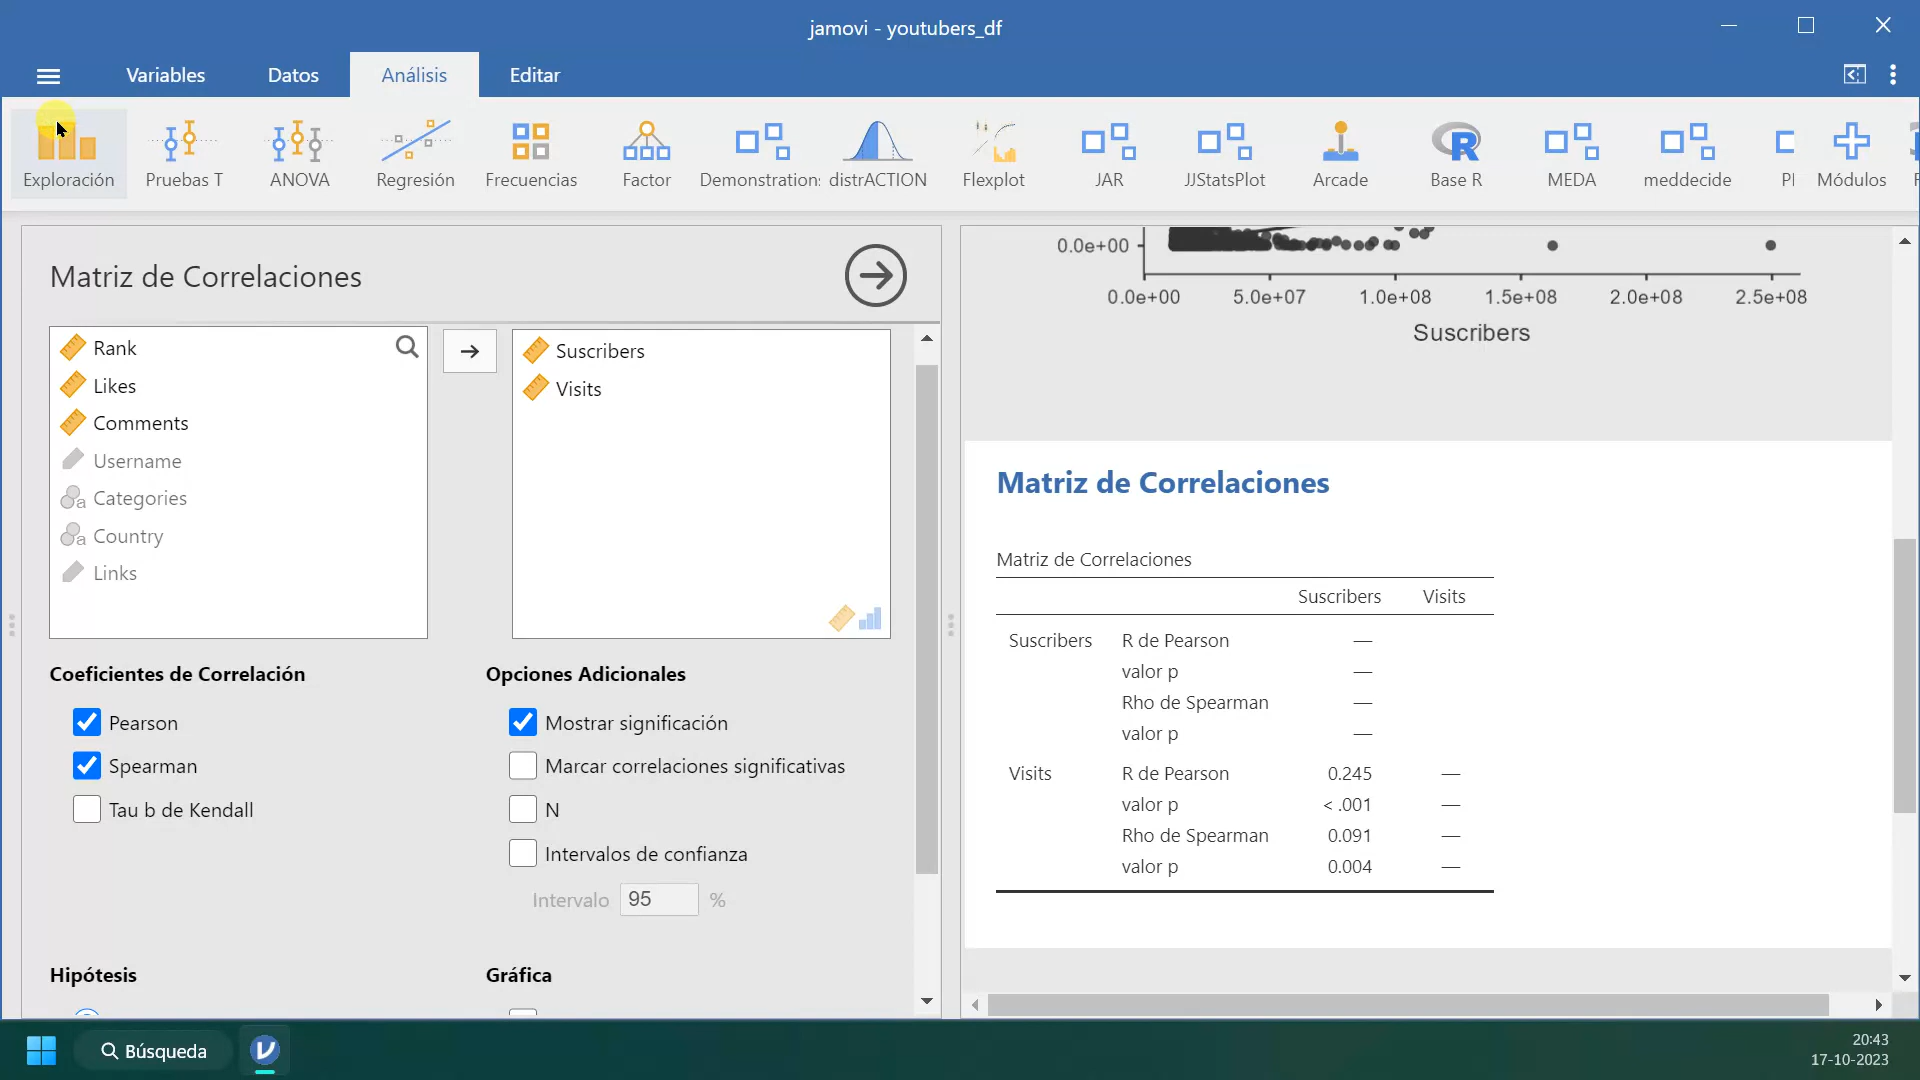 jamovi - youtubers_df
Variables
Datos
Análisis
Editar
Exploración
Pruebas T
ANOVA
Regresión
Frecuencias
Factor
Demonstration
distrACTION
Flexplot
JAR
JJStatsPlot
Arcade
Base R
MEDA
meddecide
Módulos
Matriz de Correlaciones
Rank
Likes
Comments
Username
Categories
Country
Links
Suscribers
Visits
Coeficientes de Correlación
Pearson
Spearman
Tau b de Kendall
Opciones Adicionales
Mostrar significación
Marcar correlaciones significativas
N
Intervalos de confianza
Intervalo 95 %
Hipótesis
Gráfica
0.0e+00
0.0e+00 5.0e+07 1.0e+08 1.5e+08 2.0e+08 2.5e+08
Suscribers
Matriz de Correlaciones
Matriz de Correlaciones
Suscribers Visits
Suscribers R de Pearson —
valor p —
Rho de Spearman —
valor p —
Visits R de Pearson 0.245 —
valor p < .001 —
Rho de Spearman 0.091 —
valor p 0.004 —
Búsqueda
20:43
17-10-2023